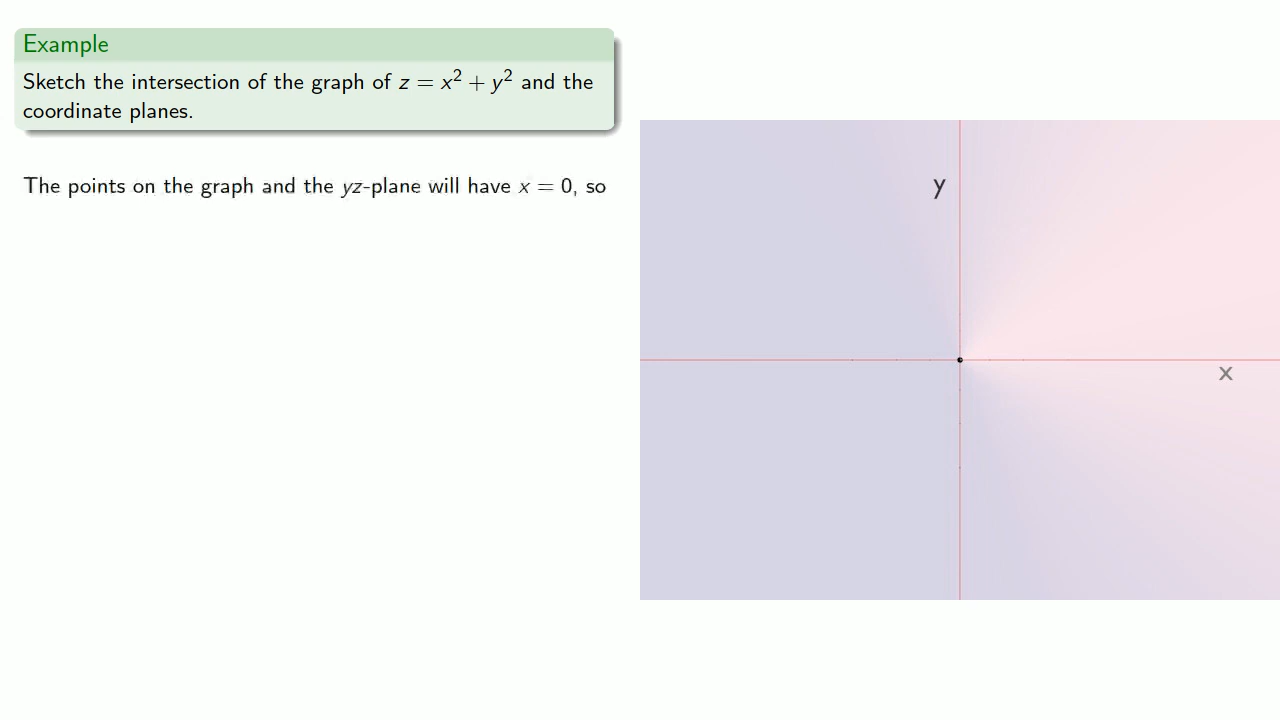 Example
Sketch the intersection of the graph of z = x² + y² and the
coordinate planes.
The points on the graph and the yz-plane will have x = 0, so
y
x